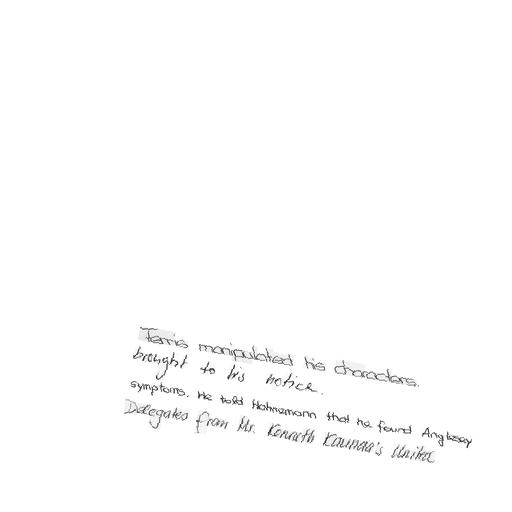 Ferris manipulated his characters.
brought to his notice.
symptoms. He told Hahnemann that he found Anglesey
Delegates from Mr. Kenneth Kaunda's United